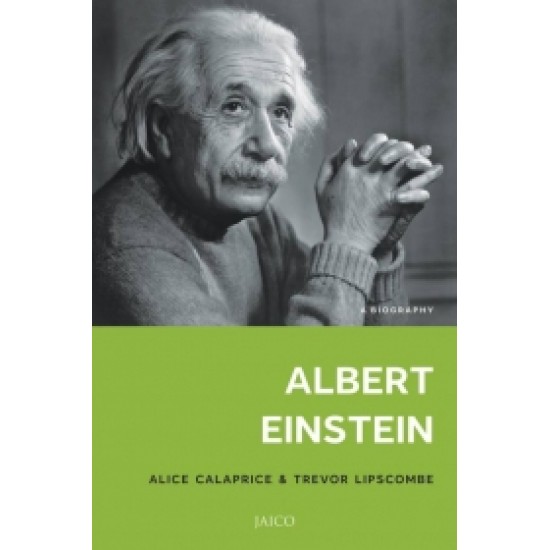 A BIOGRAPHY
ALBERT
EINSTEIN
ALICE CALAPRICE & TREVOR LIPSCOMBE
JAICO